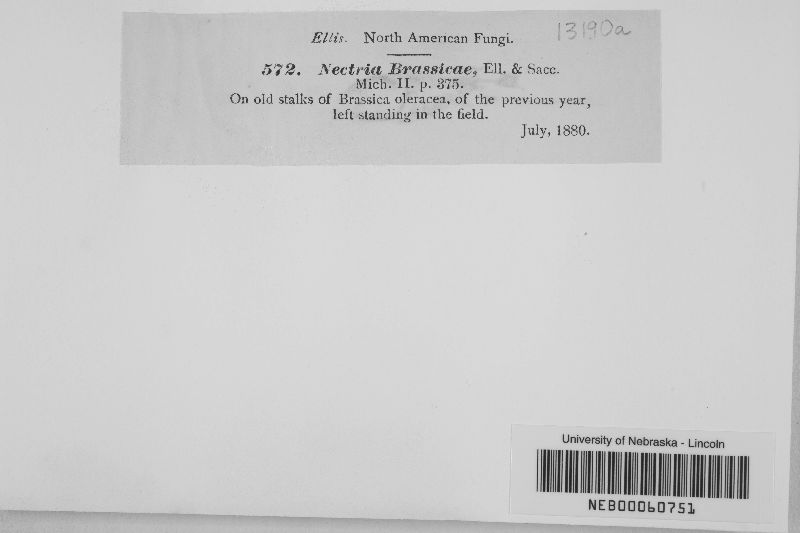 Ellis. North American Fungi.
13190a
572. Nectria Brassicae, Ell. & Sacc.
Mich. II. p. 375.
On old stalks of Brassica oleracea, of the previous year,
left standing in the field.
July, 1880.
University of Nebraska - Lincoln
NEB00060751